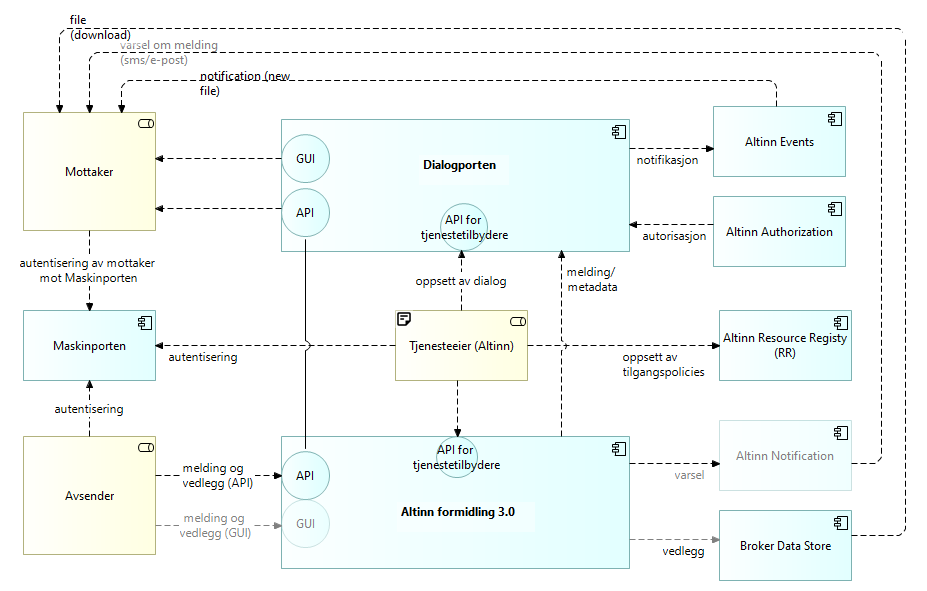 file
(download)
varsel om melding
(sms/e-post)
notification (new
file)
Mottaker
GUI
API
Dialogporten
API for
tjenestetilbydere
notifikasjon
Altinn Events
autorisasjon
Altinn Authorization
autentisering av mottaker
mot Maskinporten
oppsett av dialog
melding/
metadata
Maskinporten
autentisering
Tjenesteeier (Altinn)
oppsett av
tilgangspolicies
Altinn Resource Registy
(RR)
autentisering
Avsender
melding og
vedlegg (API)
melding og
vedlegg (GUI)
API
GUI
API for
tjenestetilbydere
Altinn formidling 3.0
varsel
Altinn Notification
vedlegg
Broker Data Store